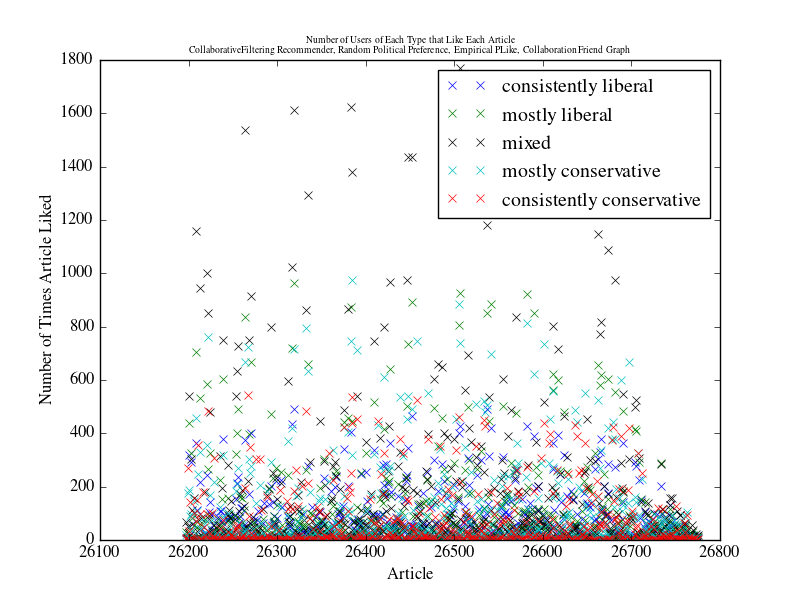 Number of Users of Each Type that Like Each Article
CollaborativeFiltering Recommender, Random Political Preference, Empirical PLike, CollaborationFriend Graph
1800
1600
1400
1200
1000
800
600
400
200
0
Number of Times Article Liked
consistently liberal
mostly liberal
mixed
mostly conservative
consistently conservative
26100 26200 26300 26400 26500 26600 26700 26800
Article